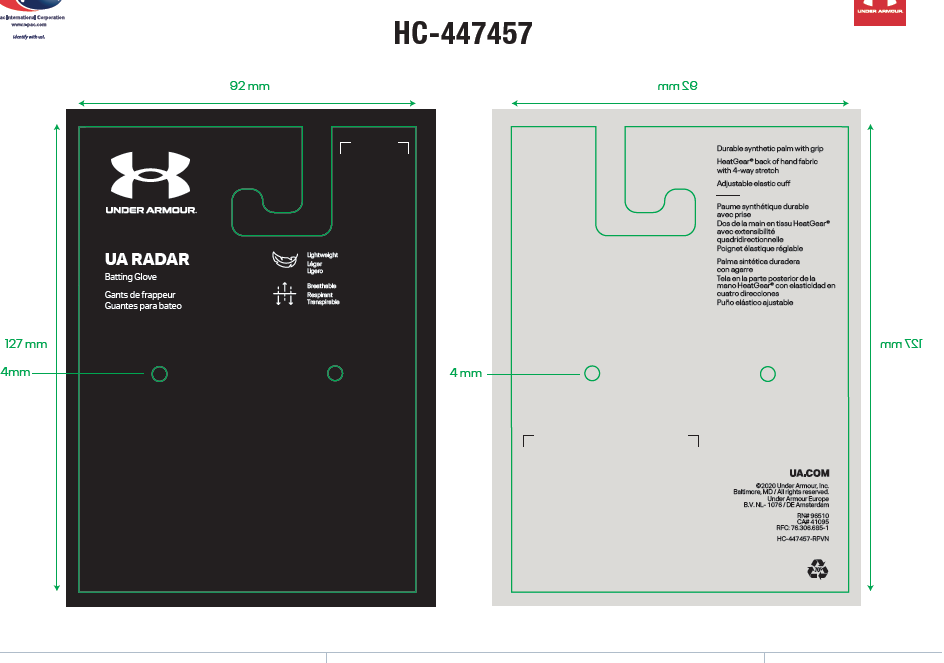 International Corporation
Identify with us!.
HC-447457
UNDER ARMOUR.
92 mm
92 mm
UNDER ARMOUR.
UA RADAR
Batting Glove
Gants de frappeur
Guantes para bateo
Lightweight
Léger
Ligero
Breathable
Respirant
Transpirable
127 mm
4mm
Durable synthetic palm with grip
HeatGear® back of hand fabric
with 4-way stretch
Adjustable elastic cuff
Paume synthétique durable
avec prise
Dos de la main en tissu HeatGear®
avec extensibilité
quadridirectionnelle
Poignet élastique réglable
Palma sintética duradera
con agarre
Tela en la parte posterior de la
mano HeatGear® con elasticidad en
cuatro direcciones
Puño elástico ajustable
127 mm
4 mm
UA.COM
©2020 Under Armour, Inc.
Baltimore, MD / All rights reserved.
Under Armour Europe
B.V. NL- 1076 / DE Amsterdam
RN# 96510
CA# 41095
RFC: 76.306.695-1
HC-447457-RPVN